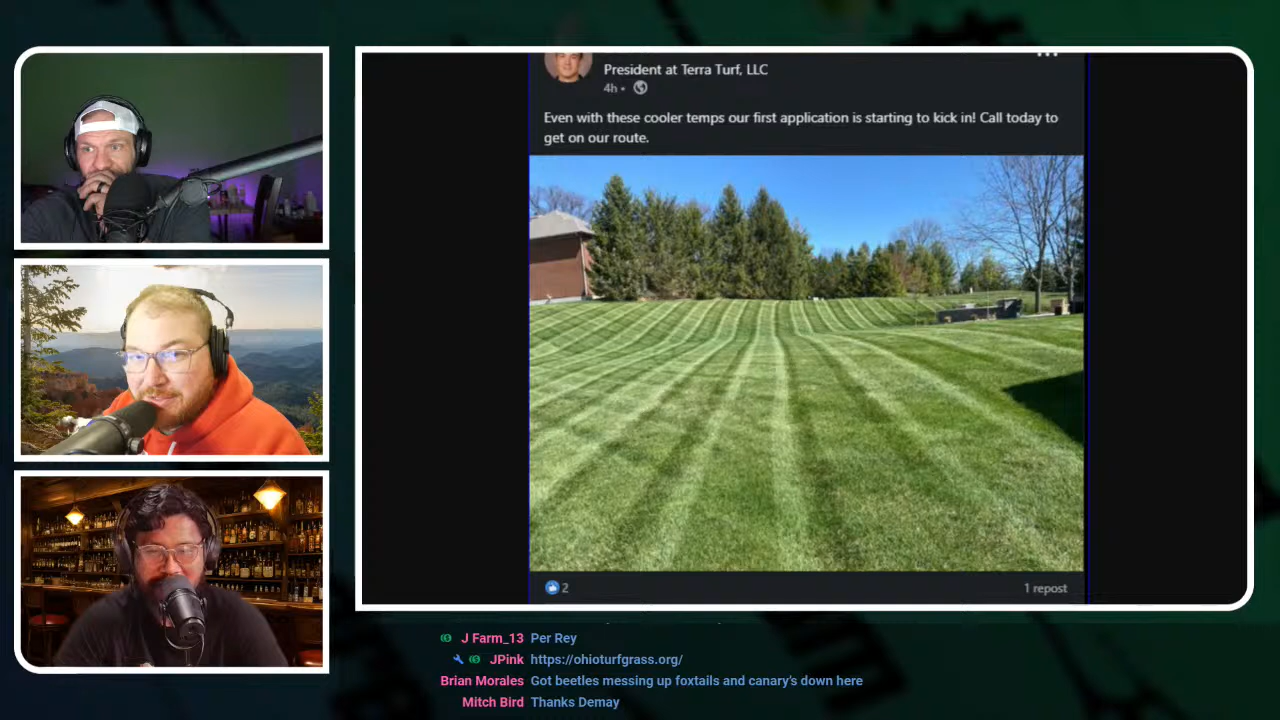 President at Terra Turf, LLC
4h •
Even with these cooler temps our first application is starting to kick in! Call today to
get on our route.
2
1 repost
J Farm_13 Per Rey
JPink https://ohioturfgrass.org/
Brian Morales Got beetles messing up foxtails and canary's down here
Mitch Bird Thanks Demay